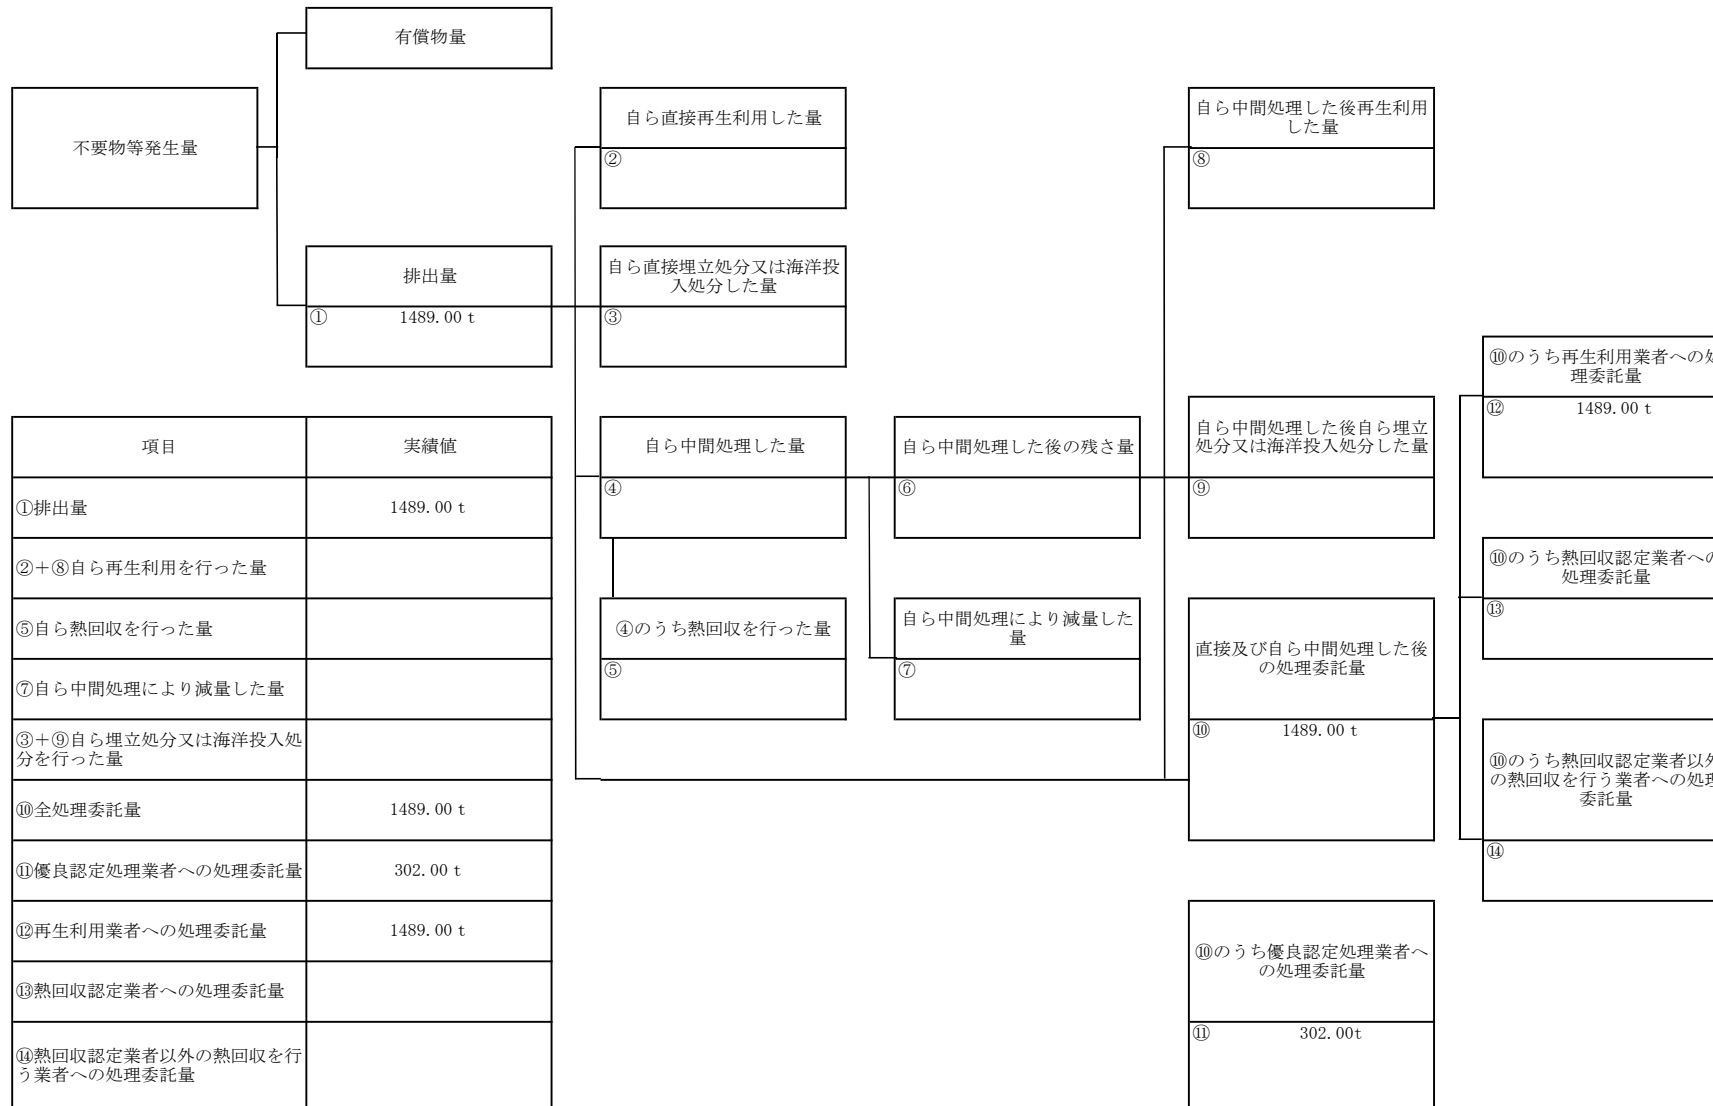 有償物量
不要物等発生量
自ら直接再生利用した量
②
自ら中間処理した後再生利用
した量
⑧
排出量
① 1489.00 t
自ら直接埋立処分又は海洋投
入処分した量
③
⑩のうち再生利用業者への処
理委託量
⑫ 1489.00 t
自ら中間処理した量
④
自ら中間処理した後の残さ量
⑥
自ら中間処理した後自ら埋立
処分又は海洋投入処分した量
⑨
⑩のうち熱回収認定業者への
処理委託量
⑬
④のうち熱回収を行った量
⑤
自ら中間処理により減量した
量
⑦
直接及び自ら中間処理した後
の処理委託量
⑩ 1489.00 t
⑩のうち熱回収認定業者以外
の熱回収を行う業者への処理
委託量
⑭
⑩のうち優良認定処理業者へ
の処理委託量
⑪ 302.00t
項目 実績値
①排出量 1489.00 t
②＋⑧自ら再生利用を行った量
⑤自ら熱回収を行った量
⑦自ら中間処理により減量した量
③＋⑨自ら埋立処分又は海洋投入処
分を行った量
⑩全処理委託量 1489.00 t
⑪優良認定処理業者への処理委託量 302.00 t
⑫再生利用業者への処理委託量 1489.00 t
⑬熱回収認定業者への処理委託量
⑭熱回収認定業者以外の熱回収を行
う業者への処理委託量